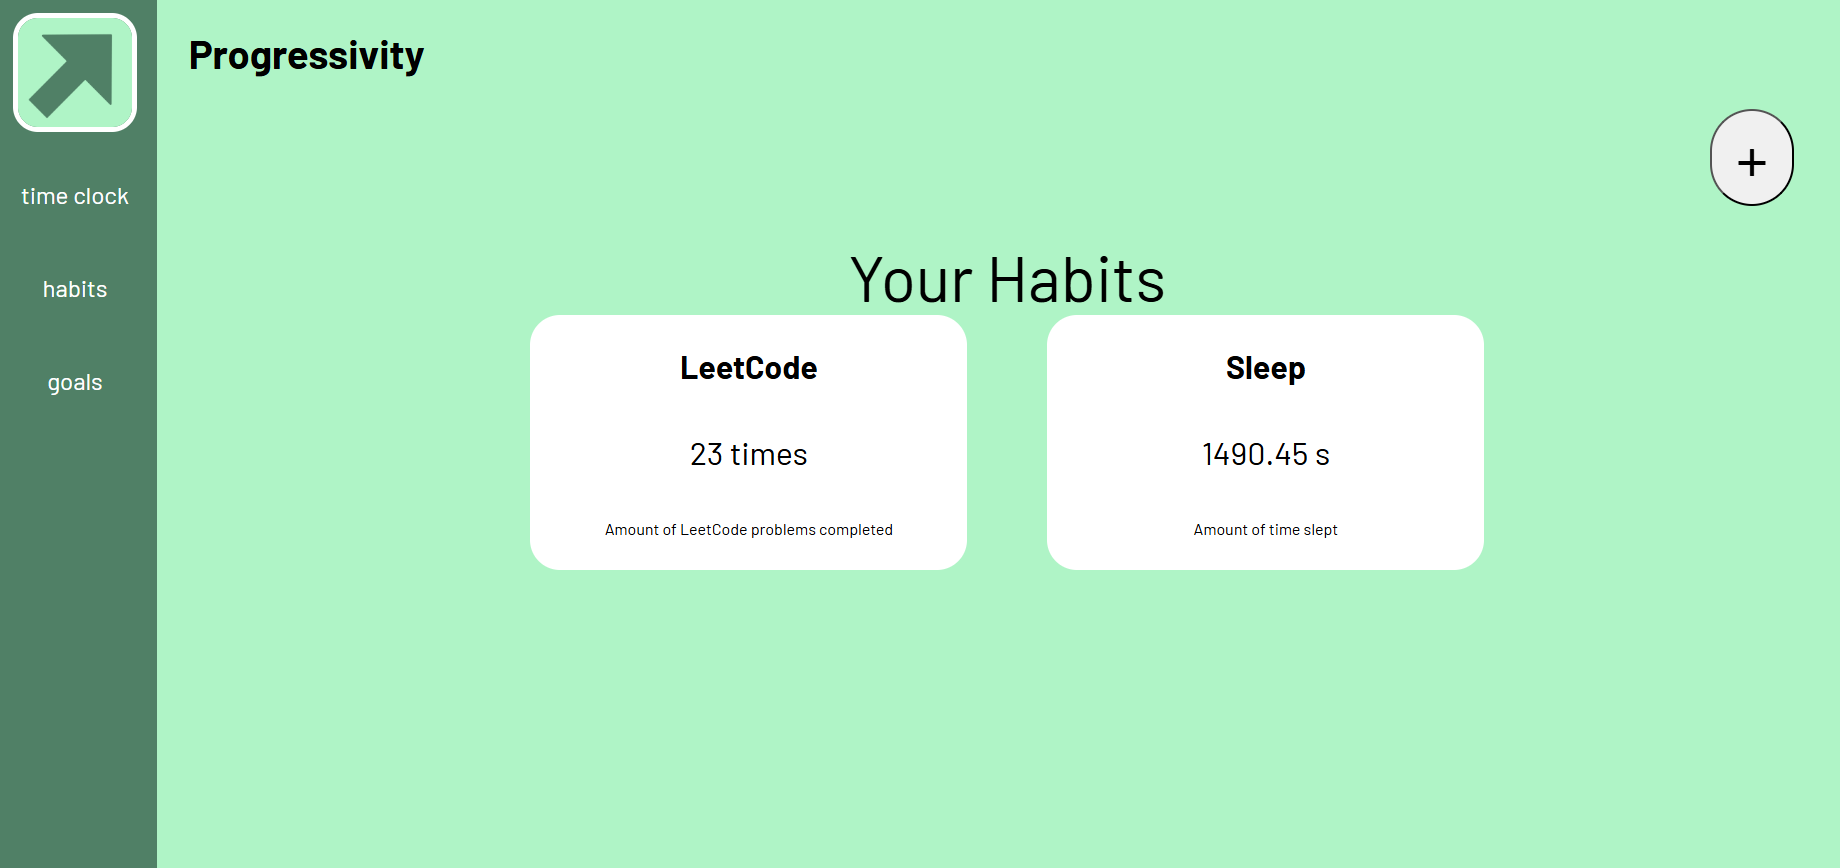 Progressivity
time clock
habits
goals
+
Your Habits
LeetCode
23 times
Amount of LeetCode problems completed
Sleep
1490.45 s
Amount of time slept